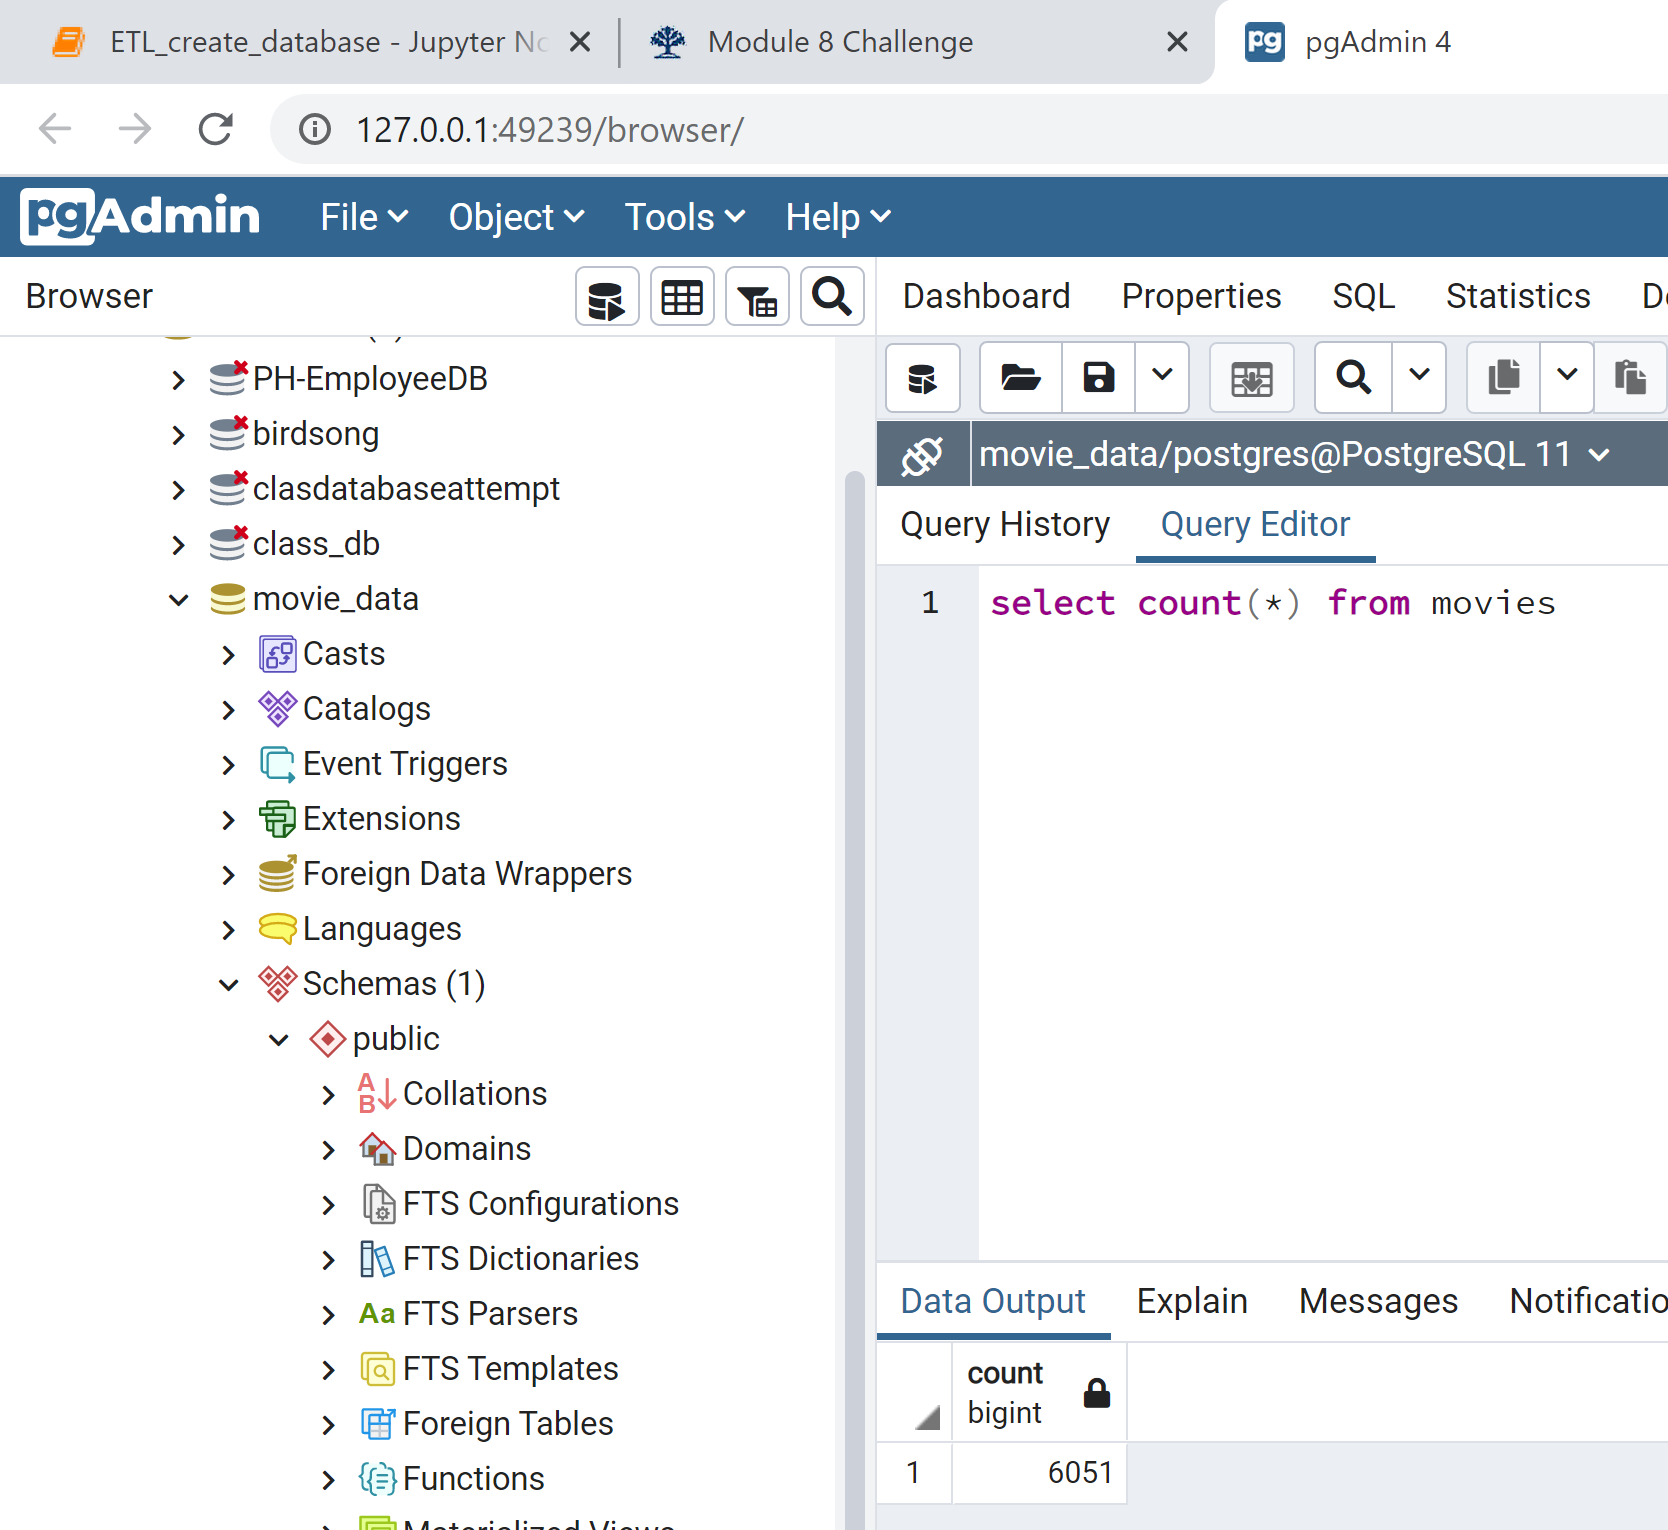 ETL_create_database - Jupyter No
Module 8 Challenge
pgAdmin 4
127.0.0.1:49239/browser/
pgAdmin File Object Tools Help
Browser
Dashboard Properties SQL Statistics
PH-EmployeeDB
birdsong
clasdatabaseattempt
class_db
movie_data
Casts
Catalogs
Event Triggers
Extensions
Foreign Data Wrappers
Languages
Schemas (1)
public
Collations
Domains
FTS Configurations
FTS Dictionaries
Aa FTS Parsers
FTS Templates
Foreign Tables
Functions
Materialized Views
movie_data/postgres@PostgreSQL 11
Query History Query Editor
1 select count(*) from movies
Data Output Explain Messages Notificatio
count
bigint
1 6051